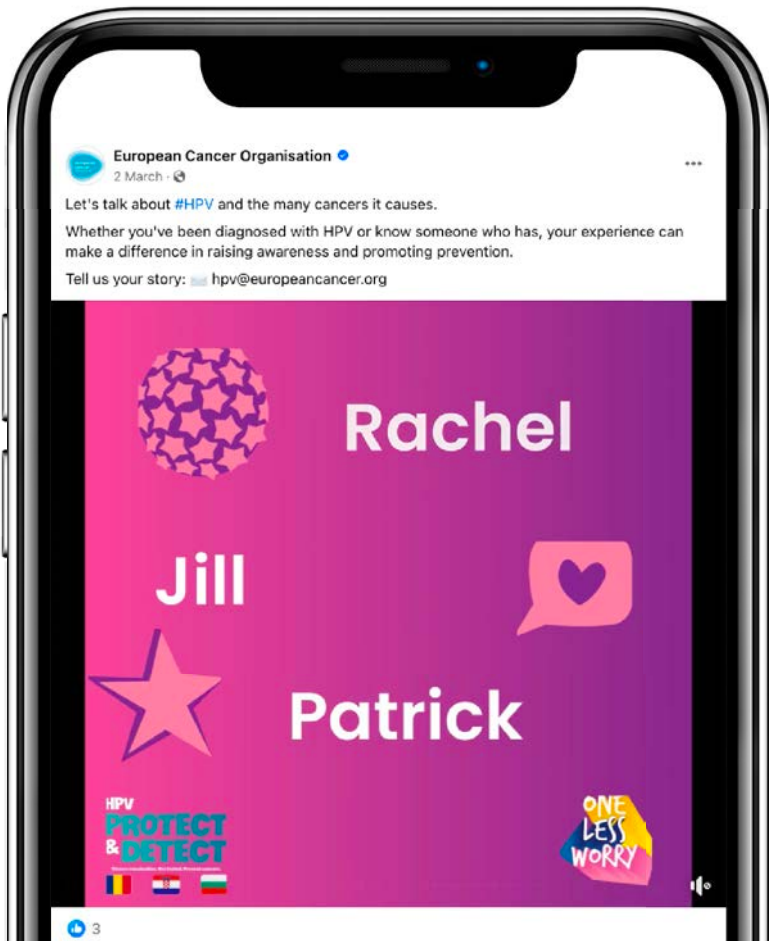 European Cancer Organisation
2 March ·
Let's talk about #HPV and the many cancers it causes.
Whether you've been diagnosed with HPV or know someone who has, your experience can
make a difference in raising awareness and promoting prevention.
Tell us your story: ✉️ hpv@europeancancer.org
Rachel
Jill
Patrick
HPV
PROTECT
& DETECT
ONE
LESS
WORRY
3